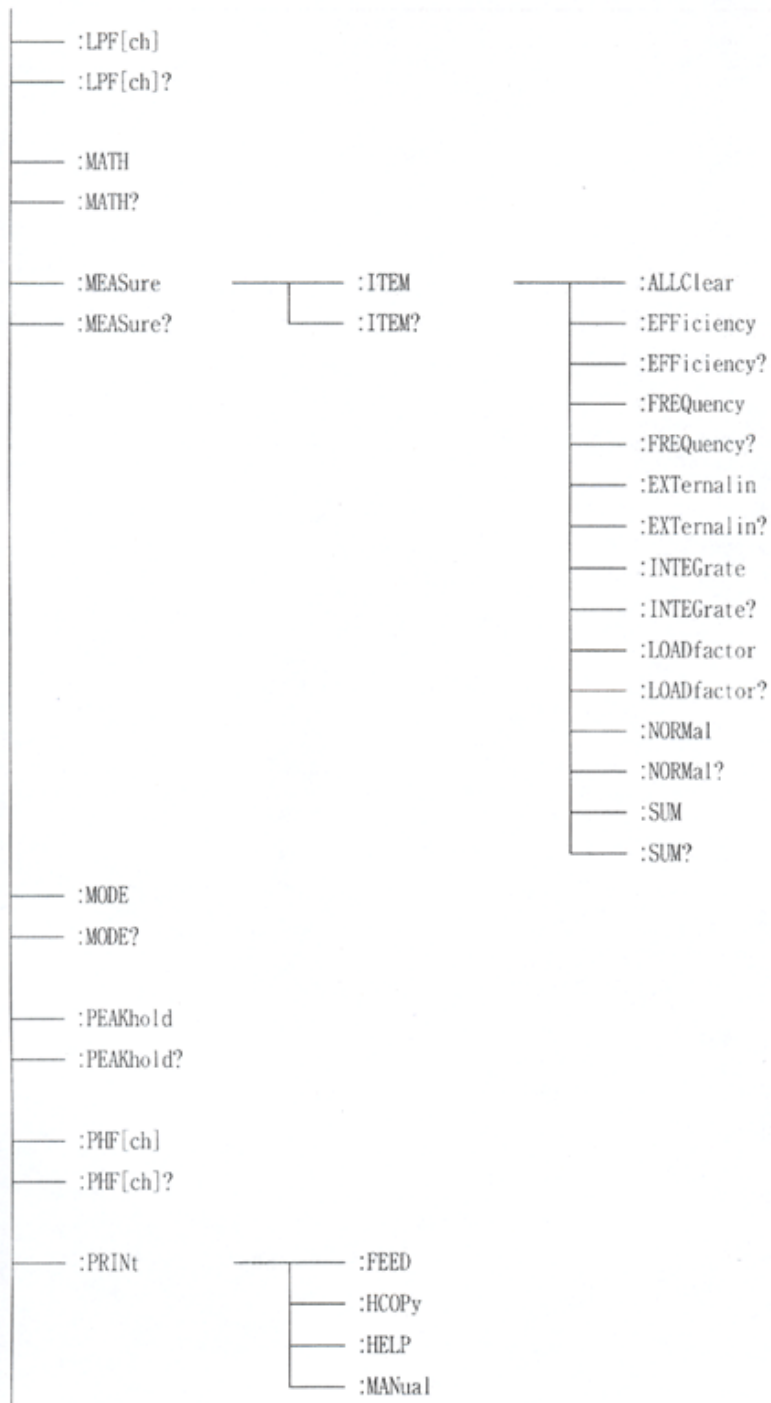 :LPF[ch]
:LPF[ch]?
:MATH
:MATH?
:MEASure :ITEM :ALLClear
:MEASure? :ITEM? :EFFiciency
:EFFiciency?
:FREQuency
:FREQuency?
:EXTernalin
:EXTernalin?
:INTEGrate
:INTEGrate?
:LOADfactor
:LOADfactor?
:NORMal
:NORMal?
:SUM
:SUM?
:MODE
:MODE?
:PEAKhold
:PEAKhold?
:PHF[ch]
:PHF[ch]?
:PRINt :FEED
:HCOPy
:HELP
:MANual